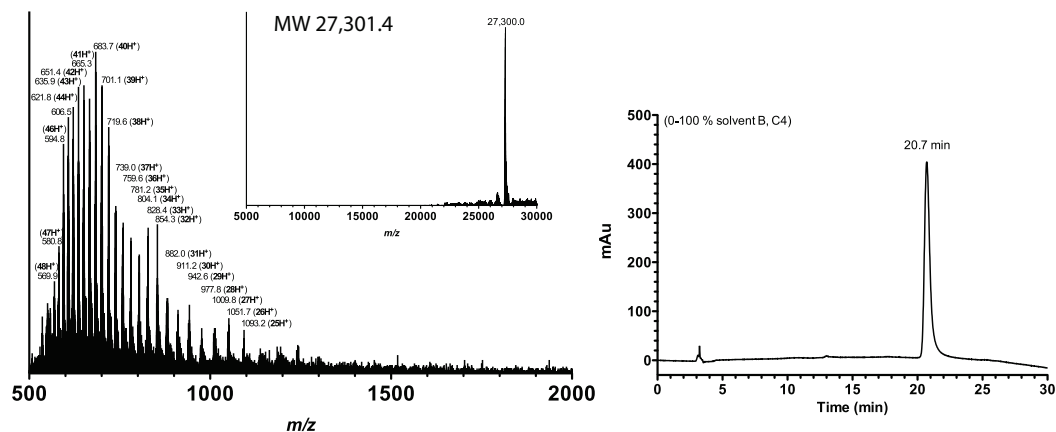 MW 27,301.4
27,300.0
5000 10000 15000 20000 25000 30000
m/z
683.7 (40H⁺)
(41H⁺)
665.3
651.4 (42H⁺)
635.9 (43H⁺)
701.1 (39H⁺)
621.8 (44H⁺)
606.5
719.6 (38H⁺)
(46H⁺)
594.8
739.0 (37H⁺)
759.6 (36H⁺)
781.2 (35H⁺)
804.1 (34H⁺)
828.4 (33H⁺)
854.3 (32H⁺)
(47H⁺)
580.8
882.0 (31H⁺)
(48H⁺)
569.9
911.2 (30H⁺)
942.6 (29H⁺)
977.8 (28H⁺)
1009.8 (27H⁺)
1051.7 (26H⁺)
1093.2 (25H⁺)
500 1000 1500 2000
m/z
(0-100 % solvent B, C4)
20.7 min
500
400
300
200
100
0
mAu
0 5 10 15 20 25 30
Time (min)